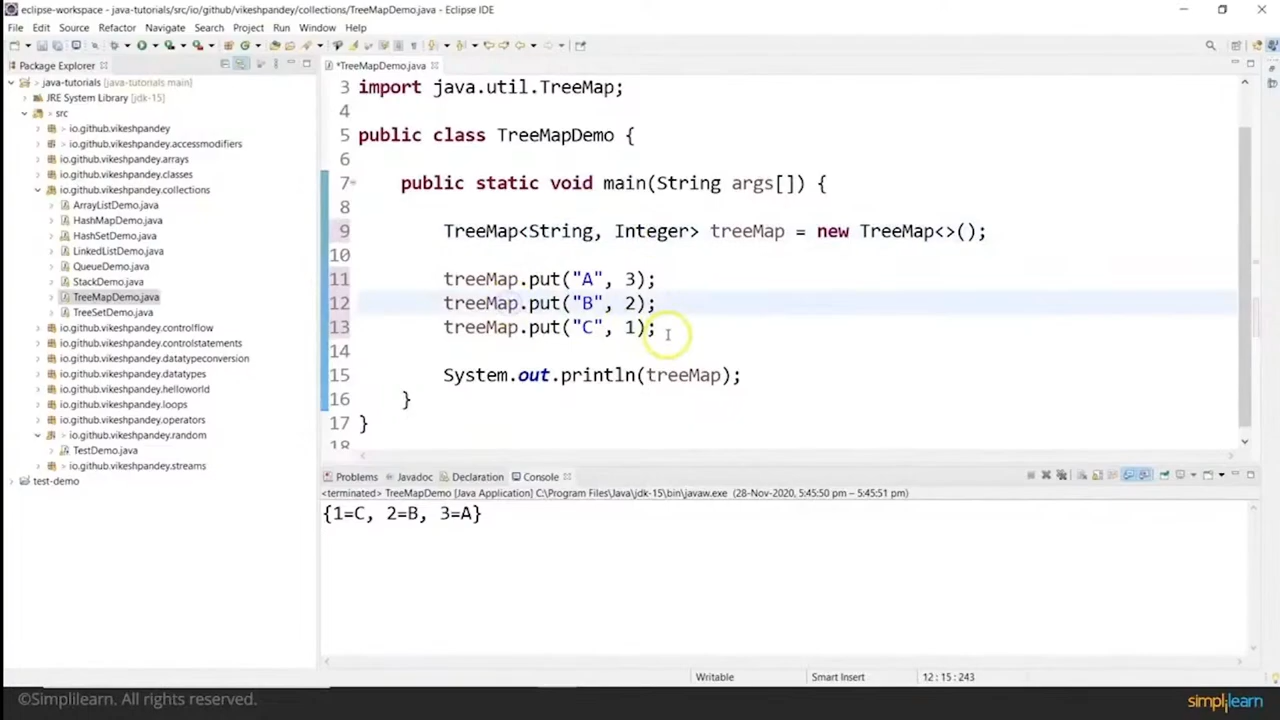 eclipse-workspace - java-tutorials/src/io/github/vikeshpandey/collections/TreeMapDemo.java - Eclipse IDE
File Edit Source Refactor Navigate Search Project Run Window Help
Package Explorer
java-tutorials [java-tutorials main]
JRE System Library [jdk-15]
src
> io.github.vikeshpandey
> io.github.vikeshpandey.accessmodifiers
io.github.vikeshpandey.arrays
io.github.vikeshpandey.classes
io.github.vikeshpandey.collections
ArrayListDemo.java
HashMapDemo.java
HashSetDemo.java
LinkedListDemo.java
QueueDemo.java
StackDemo.java
TreeMapDemo.java
TreeSetDemo.java
io.github.vikeshpandey.controlflow
io.github.vikeshpandey.controlstatements
io.github.vikeshpandey.datatypeconversion
io.github.vikeshpandey.datatypes
io.github.vikeshpandey.helloworld
io.github.vikeshpandey.loops
io.github.vikeshpandey.operators
> io.github.vikeshpandey.random
TestDemo.java
> io.github.vikeshpandey.streams
test-demo
*TreeMapDemo.java
3 import java.util.TreeMap;
4
5 public class TreeMapDemo {
6
7 public static void main(String args[]) {
8
9 TreeMap<String, Integer> treeMap = new TreeMap<>();
10
11 treeMap.put("A", 3);
12 treeMap.put("B", 2);
13 treeMap.put("C", 1);
14
15 System.out.println(treeMap);
16 }
17 }
18
Problems Javadoc Declaration Console
<terminated> TreeMapDemo [Java Application] C:\Program Files\Java\jdk-15\bin\javaw.exe (28-Nov-2020, 5:45:50 pm – 5:45:51 pm)
{1=C, 2=B, 3=A}
Writable Smart Insert 12 : 15 : 243
©Simplilearn. All rights reserved.
simplilearn